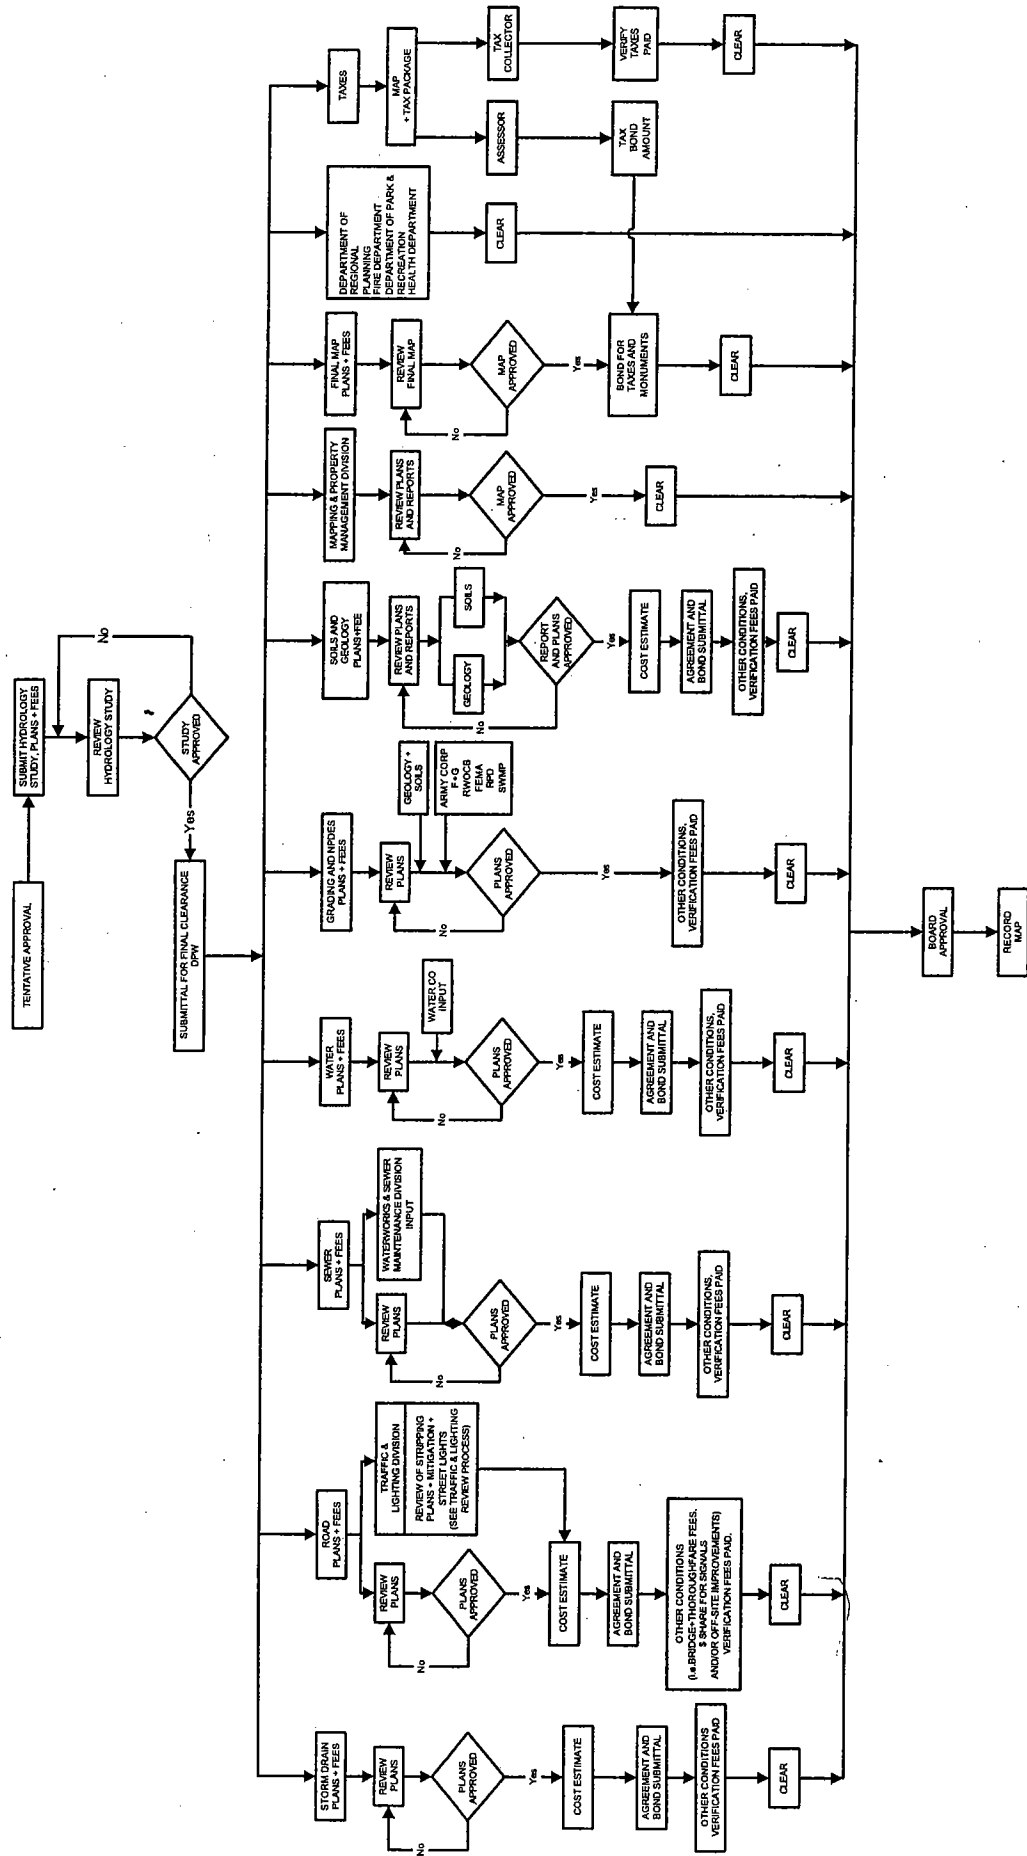 TENTATIVE APPROVAL
SUBMIT HYDROLOGY
STUDY, PLANS + FEES
REVIEW
HYDROLOGY STUDY
STUDY
APPROVED
No
Yes
SUBMITTAL FOR FINAL CLEARANCE
DPW
STORM DRAIN
PLANS + FEES
REVIEW
PLANS
PLANS
APPROVED
No
Yes
COST ESTIMATE
AGREEMENT AND
BOND SUBMITTAL
OTHER CONDITIONS
VERIFICATION FEES PAID
CLEAR
ROAD
PLANS + FEES
REVIEW
PLANS
PLANS
APPROVED
No
Yes
TRAFFIC &
LIGHTING DIVISION
REVIEW OF STRIPPING
PLANS + MITIGATION +
STREET LIGHTS
(SEE TRAFFIC & LIGHTING
REVIEW PROCESS)
COST ESTIMATE
AGREEMENT AND
BOND SUBMITTAL
OTHER CONDITIONS
(i.e.BRIDGE+THOROUGHFARE FEES,
$ SHARE FOR SIGNALS
AND/OR OFF-SITE IMPROVEMENTS)
VERIFICATION FEES PAID.
CLEAR
SEWER
PLANS + FEES
REVIEW
PLANS
WATERWORKS & SEWER
MAINTENANCE DIVISION
INPUT
PLANS
APPROVED
No
Yes
COST ESTIMATE
AGREEMENT AND
BOND SUBMITTAL
OTHER CONDITIONS,
VERIFICATION FEES PAID
CLEAR
WATER
PLANS + FEES
REVIEW
PLANS
WATER CO
INPUT
PLANS
APPROVED
No
Yes
COST ESTIMATE
AGREEMENT AND
BOND SUBMITTAL
OTHER CONDITIONS,
VERIFICATION FEES PAID
CLEAR
GRADING AND NPDES
PLANS + FEES
REVIEW
PLANS
GEOLOGY +
SOILS
ARMY CORP
F+G
RWOCB
FEMA
RPD
SWMP
PLANS
APPROVED
No
Yes
OTHER CONDITIONS,
VERIFICATION FEES PAID
CLEAR
SOILS AND
GEOLOGY
PLANS+FEE
REVIEW PLANS
AND REPORTS
GEOLOGY
SOILS
REPORT
AND PLANS
APPROVED
No
Yes
COST ESTIMATE
AGREEMENT AND
BOND SUBMITTAL
OTHER CONDITIONS,
VERIFICATION FEES PAID
CLEAR
MAPPING & PROPERTY
MANAGEMENT DIVISION
REVIEW PLANS
AND REPORTS
MAP
APPROVED
No
Yes
CLEAR
FINAL MAP
PLANS + FEES
REVIEW
FINAL MAP
MAP
APPROVED
No
Yes
BOND FOR
TAXES AND
MONUMENTS
CLEAR
DEPARTMENT OF
REGIONAL
PLANNING
FIRE DEPARTMENT
DEPARTMENT OF PARK &
RECREATION
HEALTH DEPARTMENT
CLEAR
TAXES
MAP
+ TAX PACKAGE
ASSESSOR
TAX
BOND
AMOUNT
TAX
COLLECTOR
VERIFY
TAXES
PAID
CLEAR
BOARD
APPROVAL
RECORD
MAP